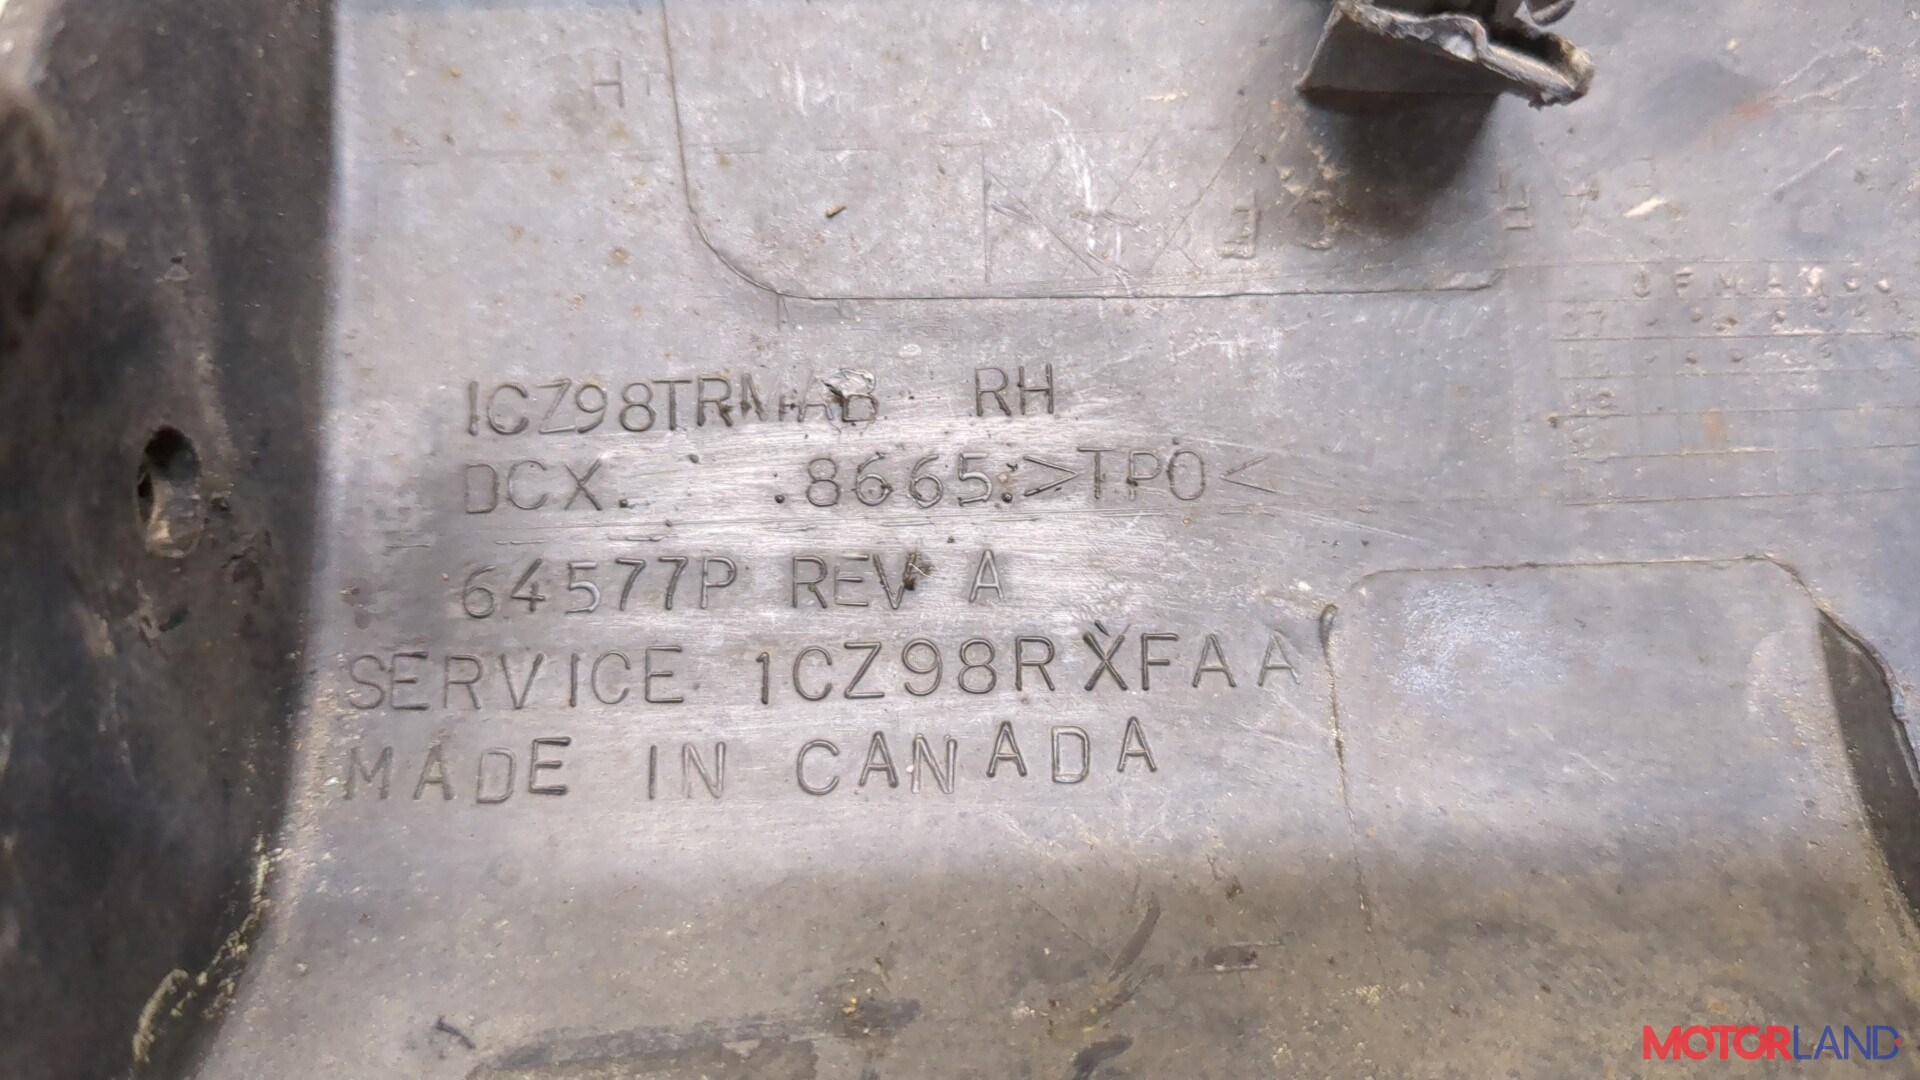 J F M A M
1CZ98TRMAB RH
DCX. .8665.>TPO<
64577P REV A
SERVICE 1CZ98RXFAA
MADE IN CANADA
MOTORLAND